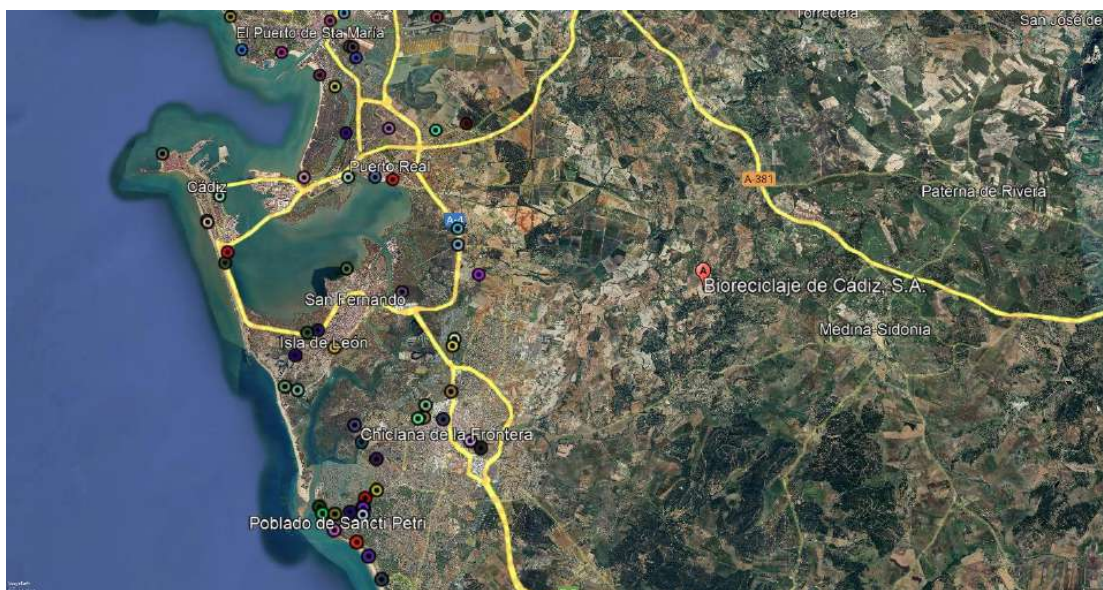 Torrecera
San José de
El Puerto de Sta María
Puerto Real
Cádiz
A-381
Paterna de Rivera
A-4
A
Bioreciclaje de Cádiz, S.A.
San Fernando
Medina-Sidonia
Isla de León
Chiclana de la Frontera
Poblado de Sancti Petri